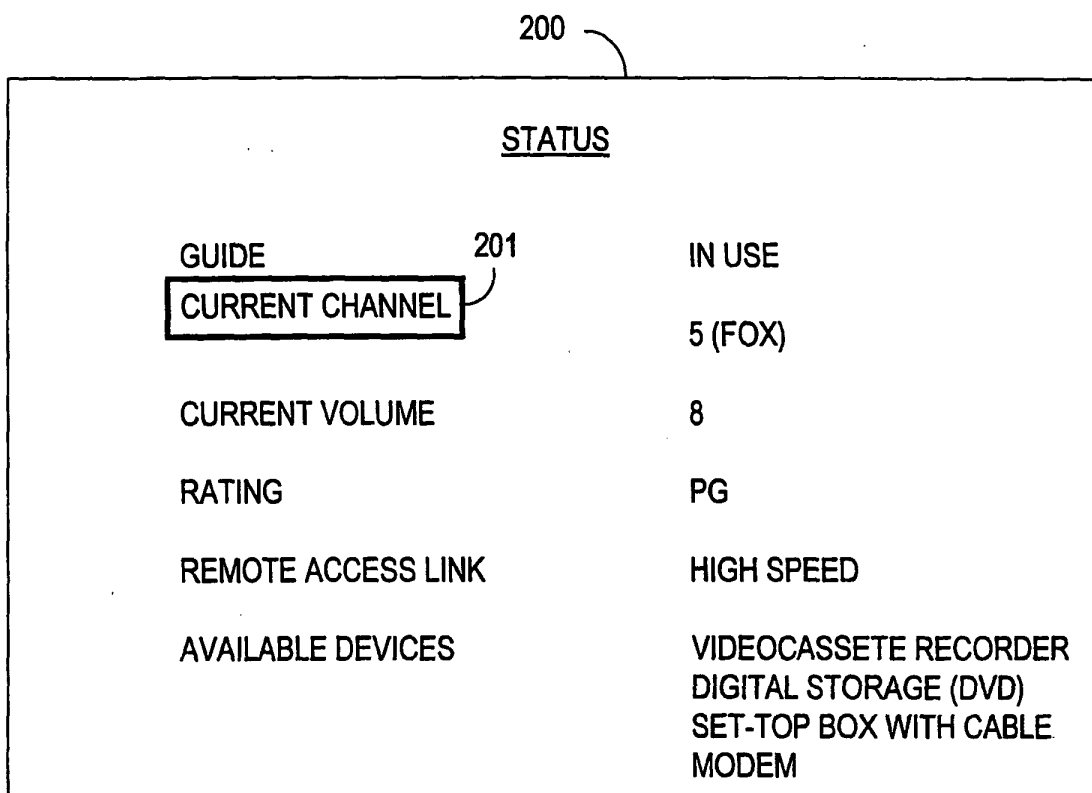 200
STATUS
GUIDE 201 IN USE
CURRENT CHANNEL
5 (FOX)
CURRENT VOLUME 8
RATING PG
REMOTE ACCESS LINK HIGH SPEED
AVAILABLE DEVICES VIDEOCASSETE RECORDER
DIGITAL STORAGE (DVD)
SET-TOP BOX WITH CABLE
MODEM